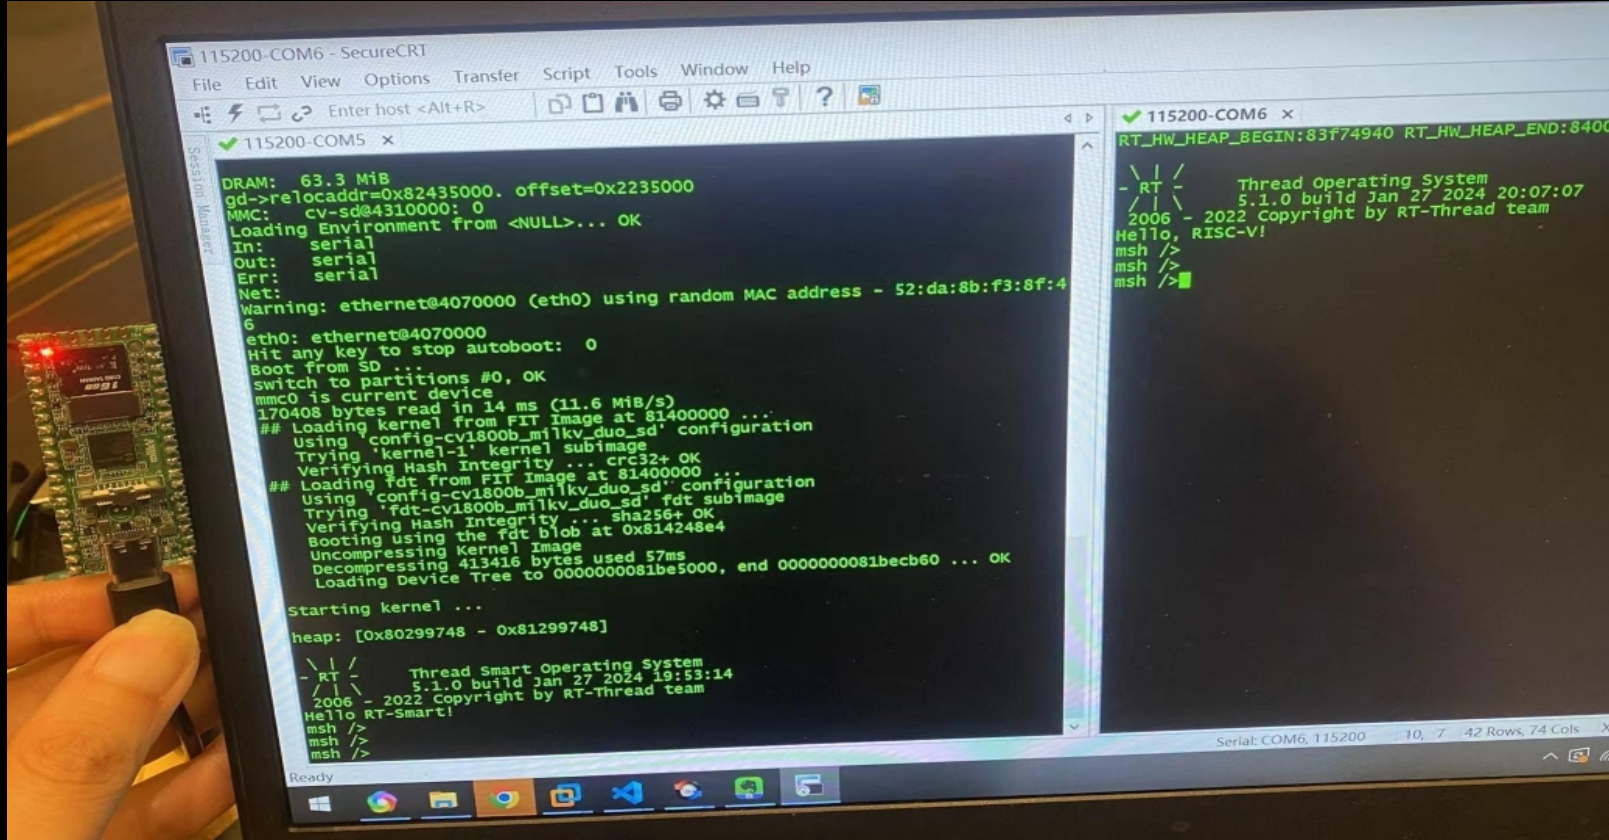 115200-COM6 - SecureCRT
File Edit View Options Transfer Script Tools Window Help
Enter host <Alt+R>
Session Manager
115200-COM5
DRAM: 63.3 MiB
gd->relocaddr=0x82435000. offset=0x2235000
MMC: cv-sd@4310000: 0
Loading Environment from <NULL>... OK
In: serial
Out: serial
Err: serial
Net:
Warning: ethernet@4070000 (eth0) using random MAC address - 52:da:8b:f3:8f:4
6
eth0: ethernet@4070000
Hit any key to stop autoboot: 0
Boot from SD ...
switch to partitions #0, OK
mmc0 is current device
170408 bytes read in 14 ms (11.6 MiB/s)
## Loading kernel from FIT Image at 81400000 ...
Using 'config-cv1800b_milkv_duo_sd' configuration
Trying 'kernel-1' kernel subimage
Verifying Hash Integrity ... crc32+ OK
## Loading fdt from FIT Image at 81400000 ...
Using 'config-cv1800b_milkv_duo_sd' configuration
Trying 'fdt-cv1800b_milkv_duo_sd' fdt subimage
Verifying Hash Integrity ... sha256+ OK
Booting using the fdt blob at 0x814248e4
Uncompressing Kernel Image
Decompressing 413416 bytes used 57ms
Loading Device Tree to 0000000081be5000, end 0000000081becb60 ... OK
Starting kernel ...
heap: [0x80299748 - 0x81299748]
\ | /
- RT - Thread Smart Operating System
/ | \ 5.1.0 build Jan 27 2024 19:53:14
2006 - 2022 Copyright by RT-Thread team
Hello RT-Smart!
msh />
msh />
msh />
Ready
115200-COM6
RT_HW_HEAP_BEGIN:83f74940 RT_HW_HEAP_END:8400
\ | /
- RT - Thread Operating System
/ | \ 5.1.0 build Jan 27 2024 20:07:07
2006 - 2022 Copyright by RT-Thread team
Hello, RISC-V!
msh />
msh />
msh />
Serial: COM6, 115200 10, 7 42 Rows, 74 Cols
16GB